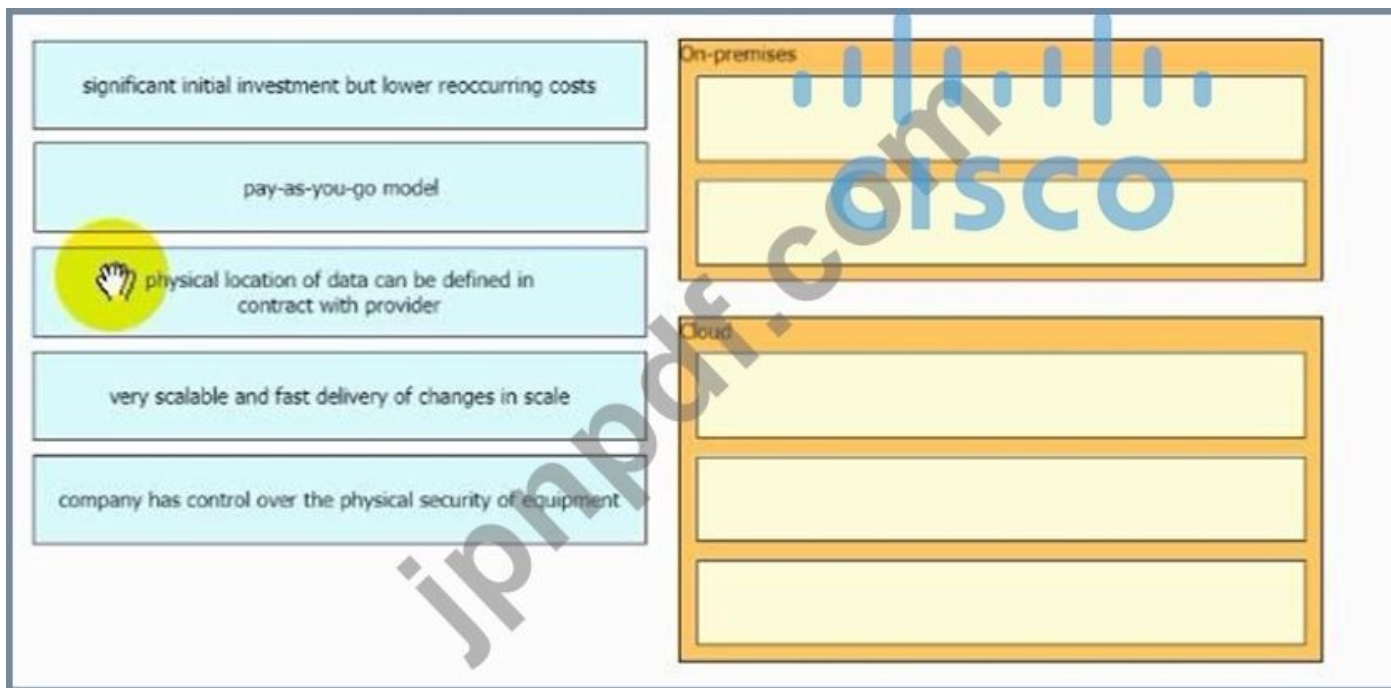 significant initial investment but lower reoccurring costs
pay-as-you-go model
physical location of data can be defined in
contract with provider
very scalable and fast delivery of changes in scale
company has control over the physical security of equipment
On-premises
CISCO
Cloud
jpnpdf.com